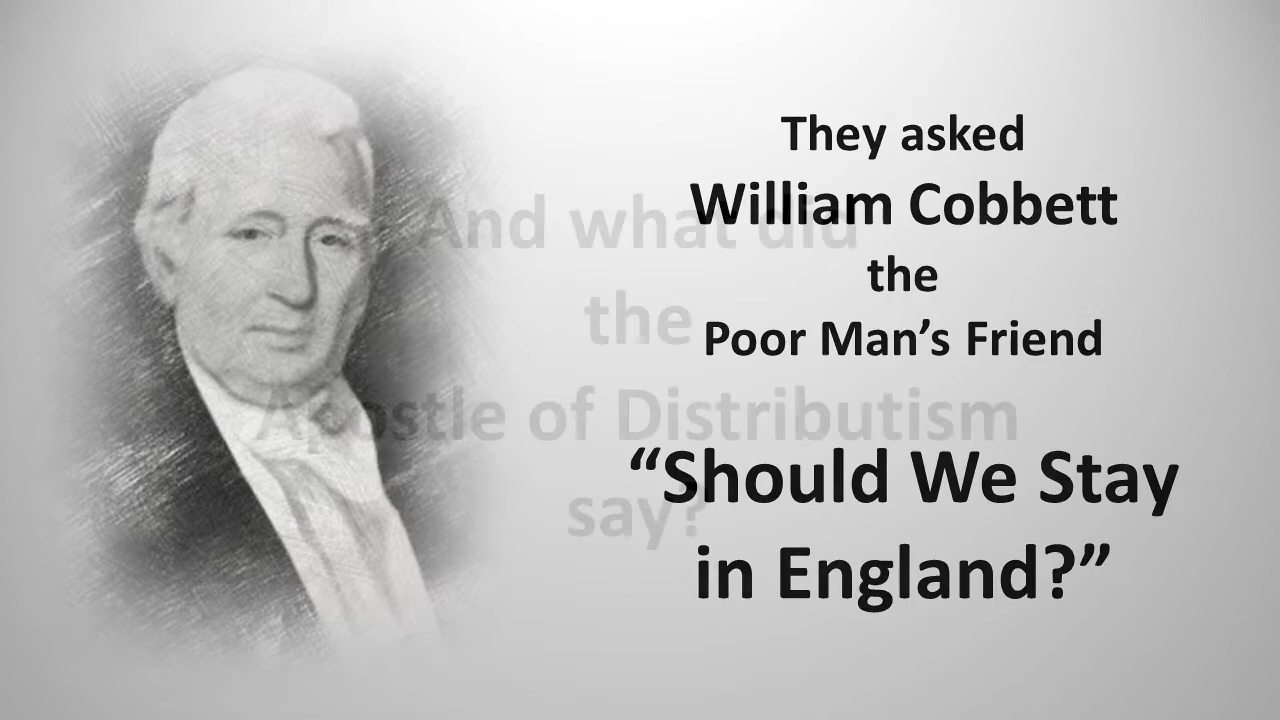 They asked
William Cobbett
the
Poor Man's Friend
“Should We Stay
in England?”
And what did
the
Apostle of Distributism
say?